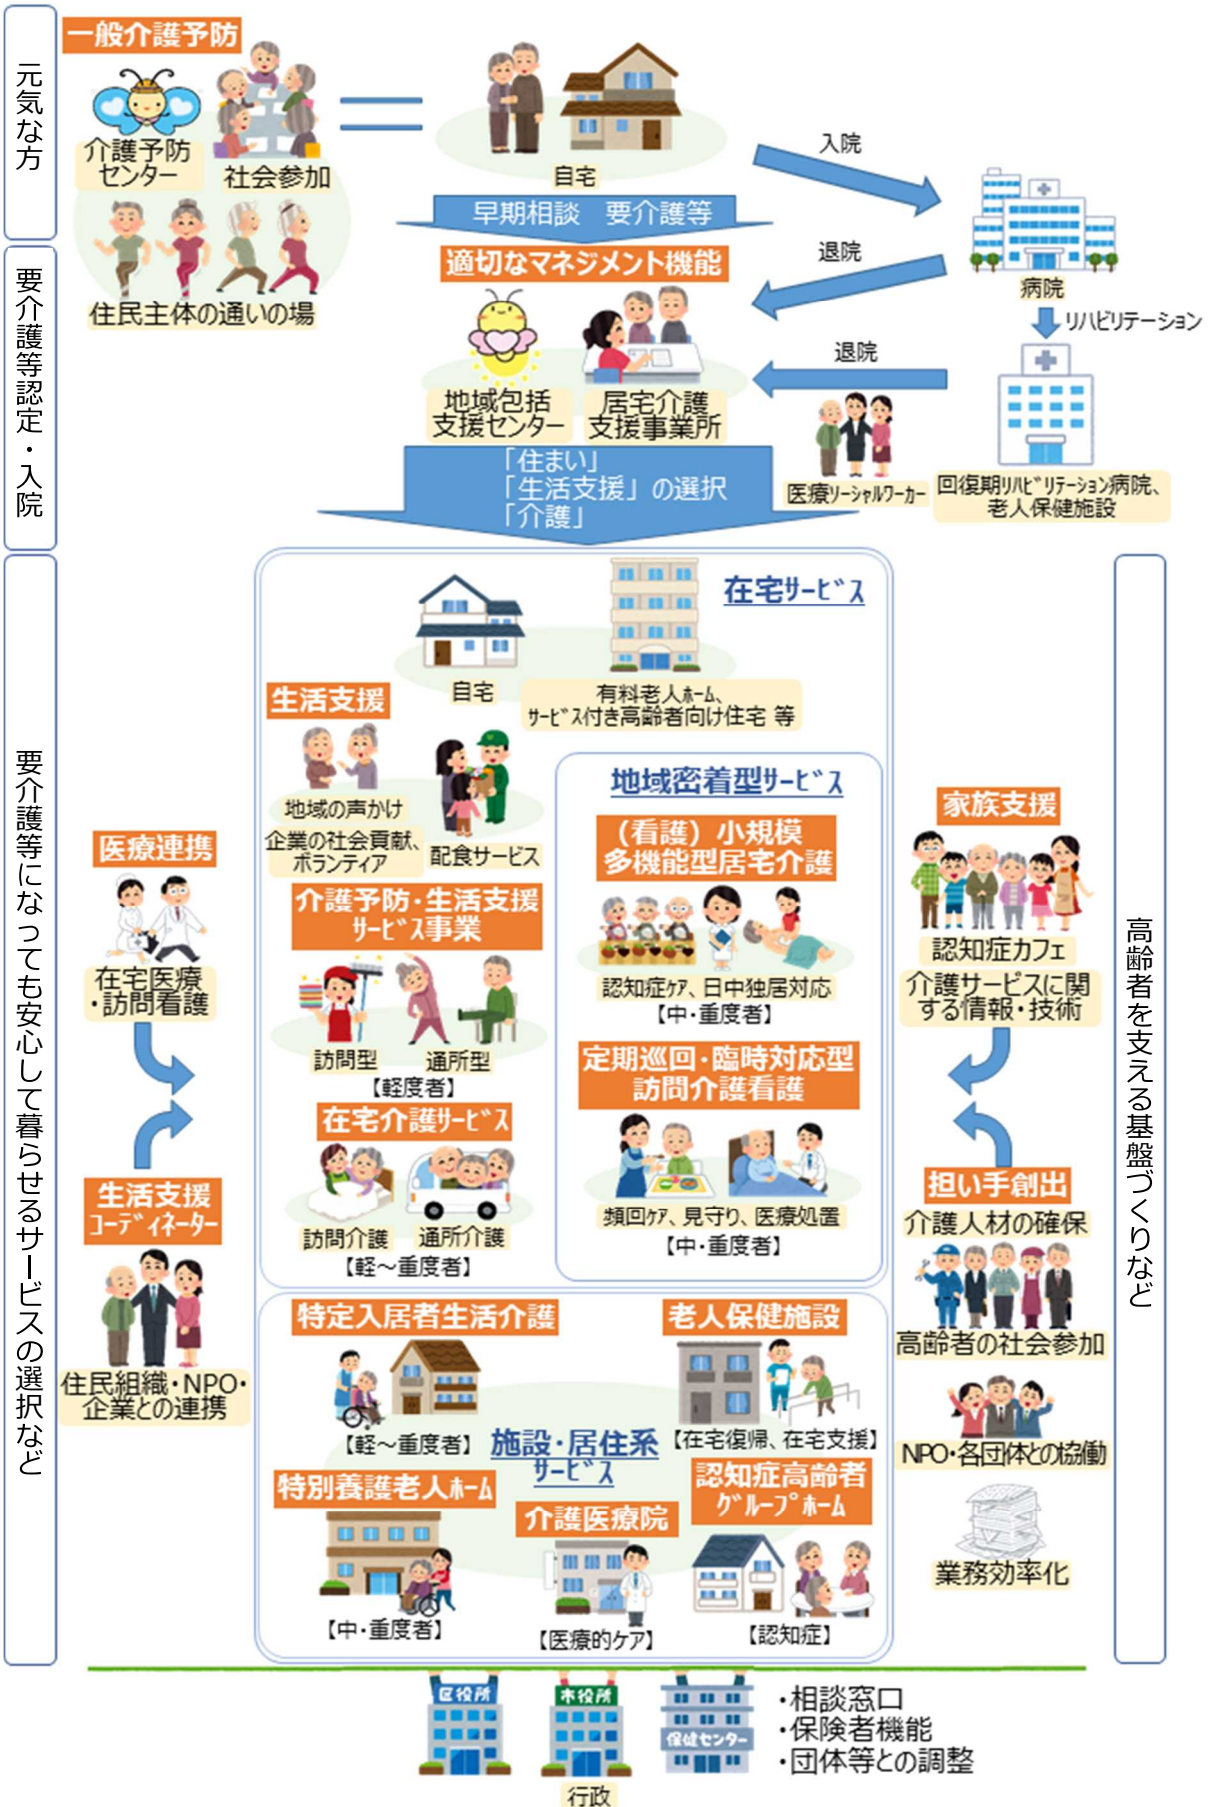 元気な方
一般介護予防
介護予防
センター
社会参加
住民主体の通いの場
自宅
入院
早期相談　要介護等
退院
病院
リハビリテーション
要介護等認定・入院
適切なマネジメント機能
地域包括
支援センター
居宅介護
支援事業所
退院
医療ソーシャルワーカー
回復期リハビリテーション病院、
老人保健施設
「住まい」
「生活支援」の選択
「介護」
要介護等になっても安心して暮らせるサービスの選択など
在宅サービス
自宅
有料老人ホーム、
サービス付き高齢者向け住宅 等
生活支援
地域の声かけ
企業の社会貢献、
ボランティア
配食サービス
介護予防・生活支援
サービス事業
訪問型
通所型
【軽度者】
在宅介護サービス
訪問介護
通所介護
【軽～重度者】
地域密着型サービス
(看護)小規模
多機能型居宅介護
認知症ケア、日中独居対応
【中・重度者】
定期巡回・臨時対応型
訪問介護看護
頻回ケア、見守り、医療処置
【中・重度者】
医療連携
在宅医療
・訪問看護
生活支援
コーディネーター
住民組織・NPO・
企業との連携
家族支援
認知症カフェ
介護サービスに関
する情報・技術
担い手創出
介護人材の確保
高齢者の社会参加
NPO・各団体との協働
業務効率化
高齢者を支える基盤づくりなど
特定入居者生活介護
【軽～重度者】
老人保健施設
【在宅復帰、在宅支援】
施設・居住系
サービス
特別養護老人ホーム
【中・重度者】
介護医療院
【医療的ケア】
認知症高齢者
グループホーム
【認知症】
区役所
市役所
保健センター
行政
・相談窓口
・保険者機能
・団体等との調整